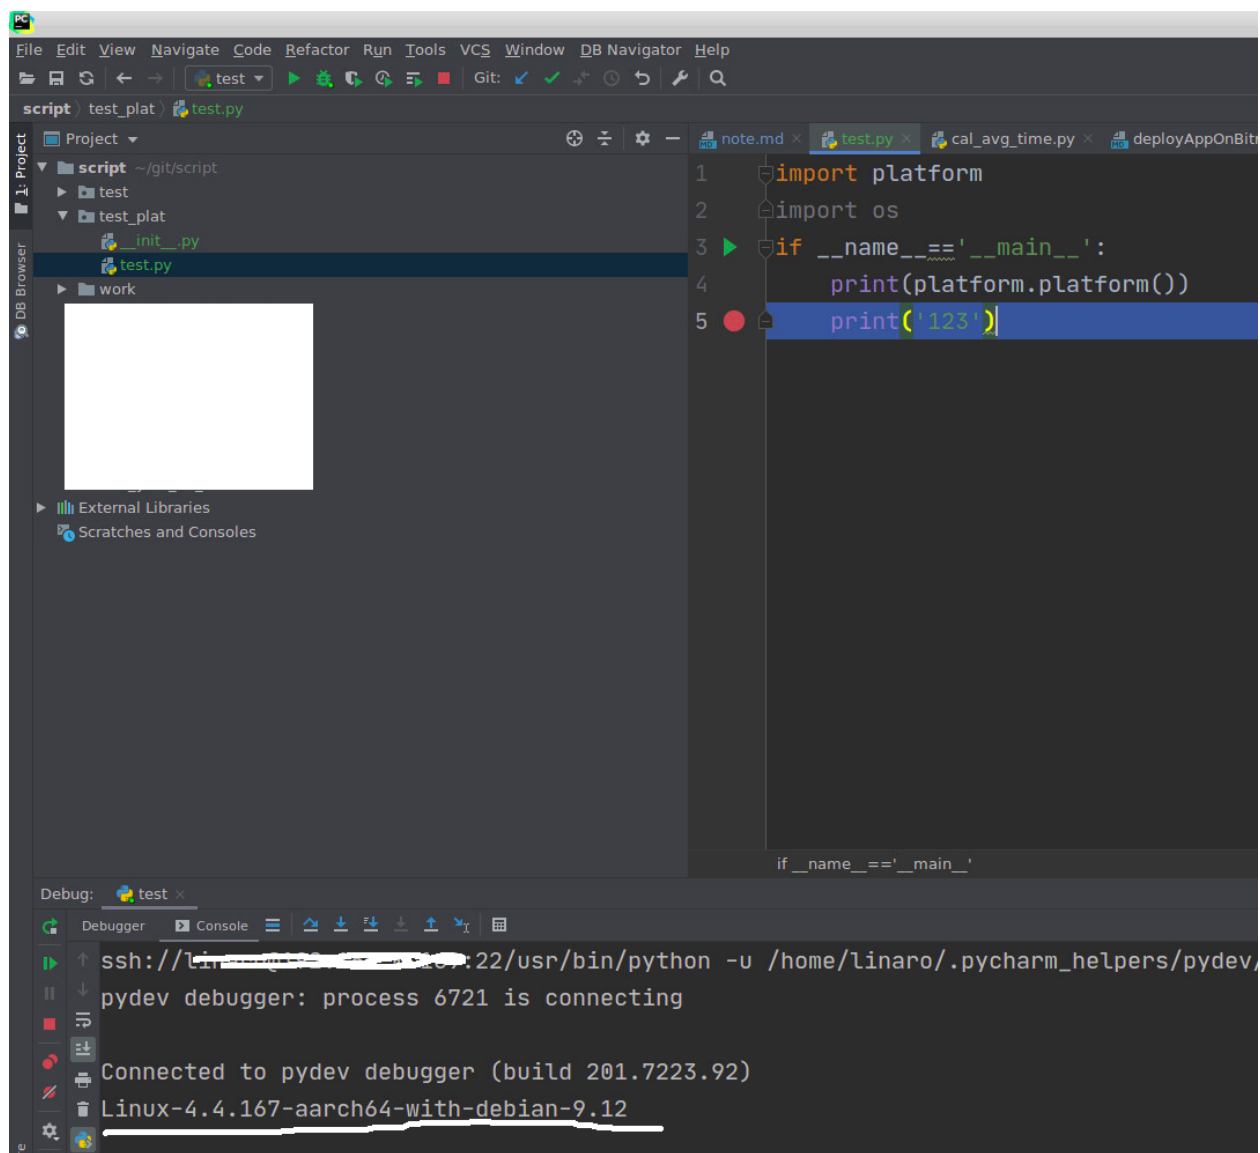 PC
File Edit View Navigate Code Refactor Run Tools VCS Window DB Navigator Help
test Git:
script test_plat test.py
1: Project
DB Browser
Project
script ~/git/script
test
test_plat
__init__.py
test.py
work
External Libraries
Scratches and Consoles
note.md test.py cal_avg_time.py deployAppOnBit
1 import platform
2 import os
3 if __name__=='__main__':
4 print(platform.platform())
5 print('123')
if __name__=='__main__'
Debug: test
Debugger Console
ssh:// :22/usr/bin/python -u /home/linaro/.pycharm_helpers/pydev/
pydev debugger: process 6721 is connecting
Connected to pydev debugger (build 201.7223.92)
Linux-4.4.167-aarch64-with-debian-9.12